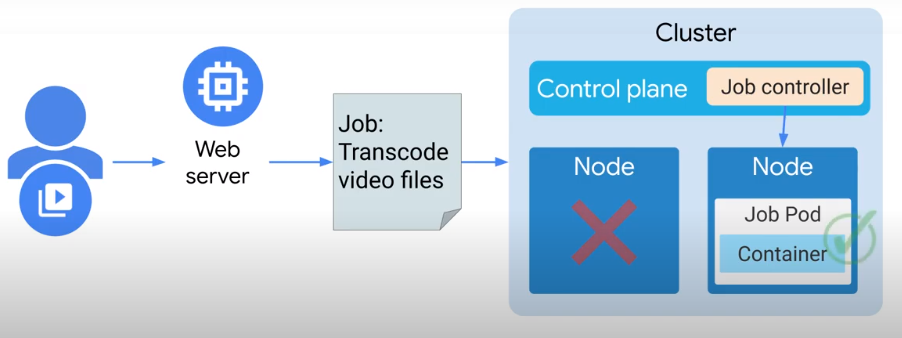 Cluster
Control plane
Job controller
Web
server
Job:
Transcode
video files
Node
Node
Job Pod
Container